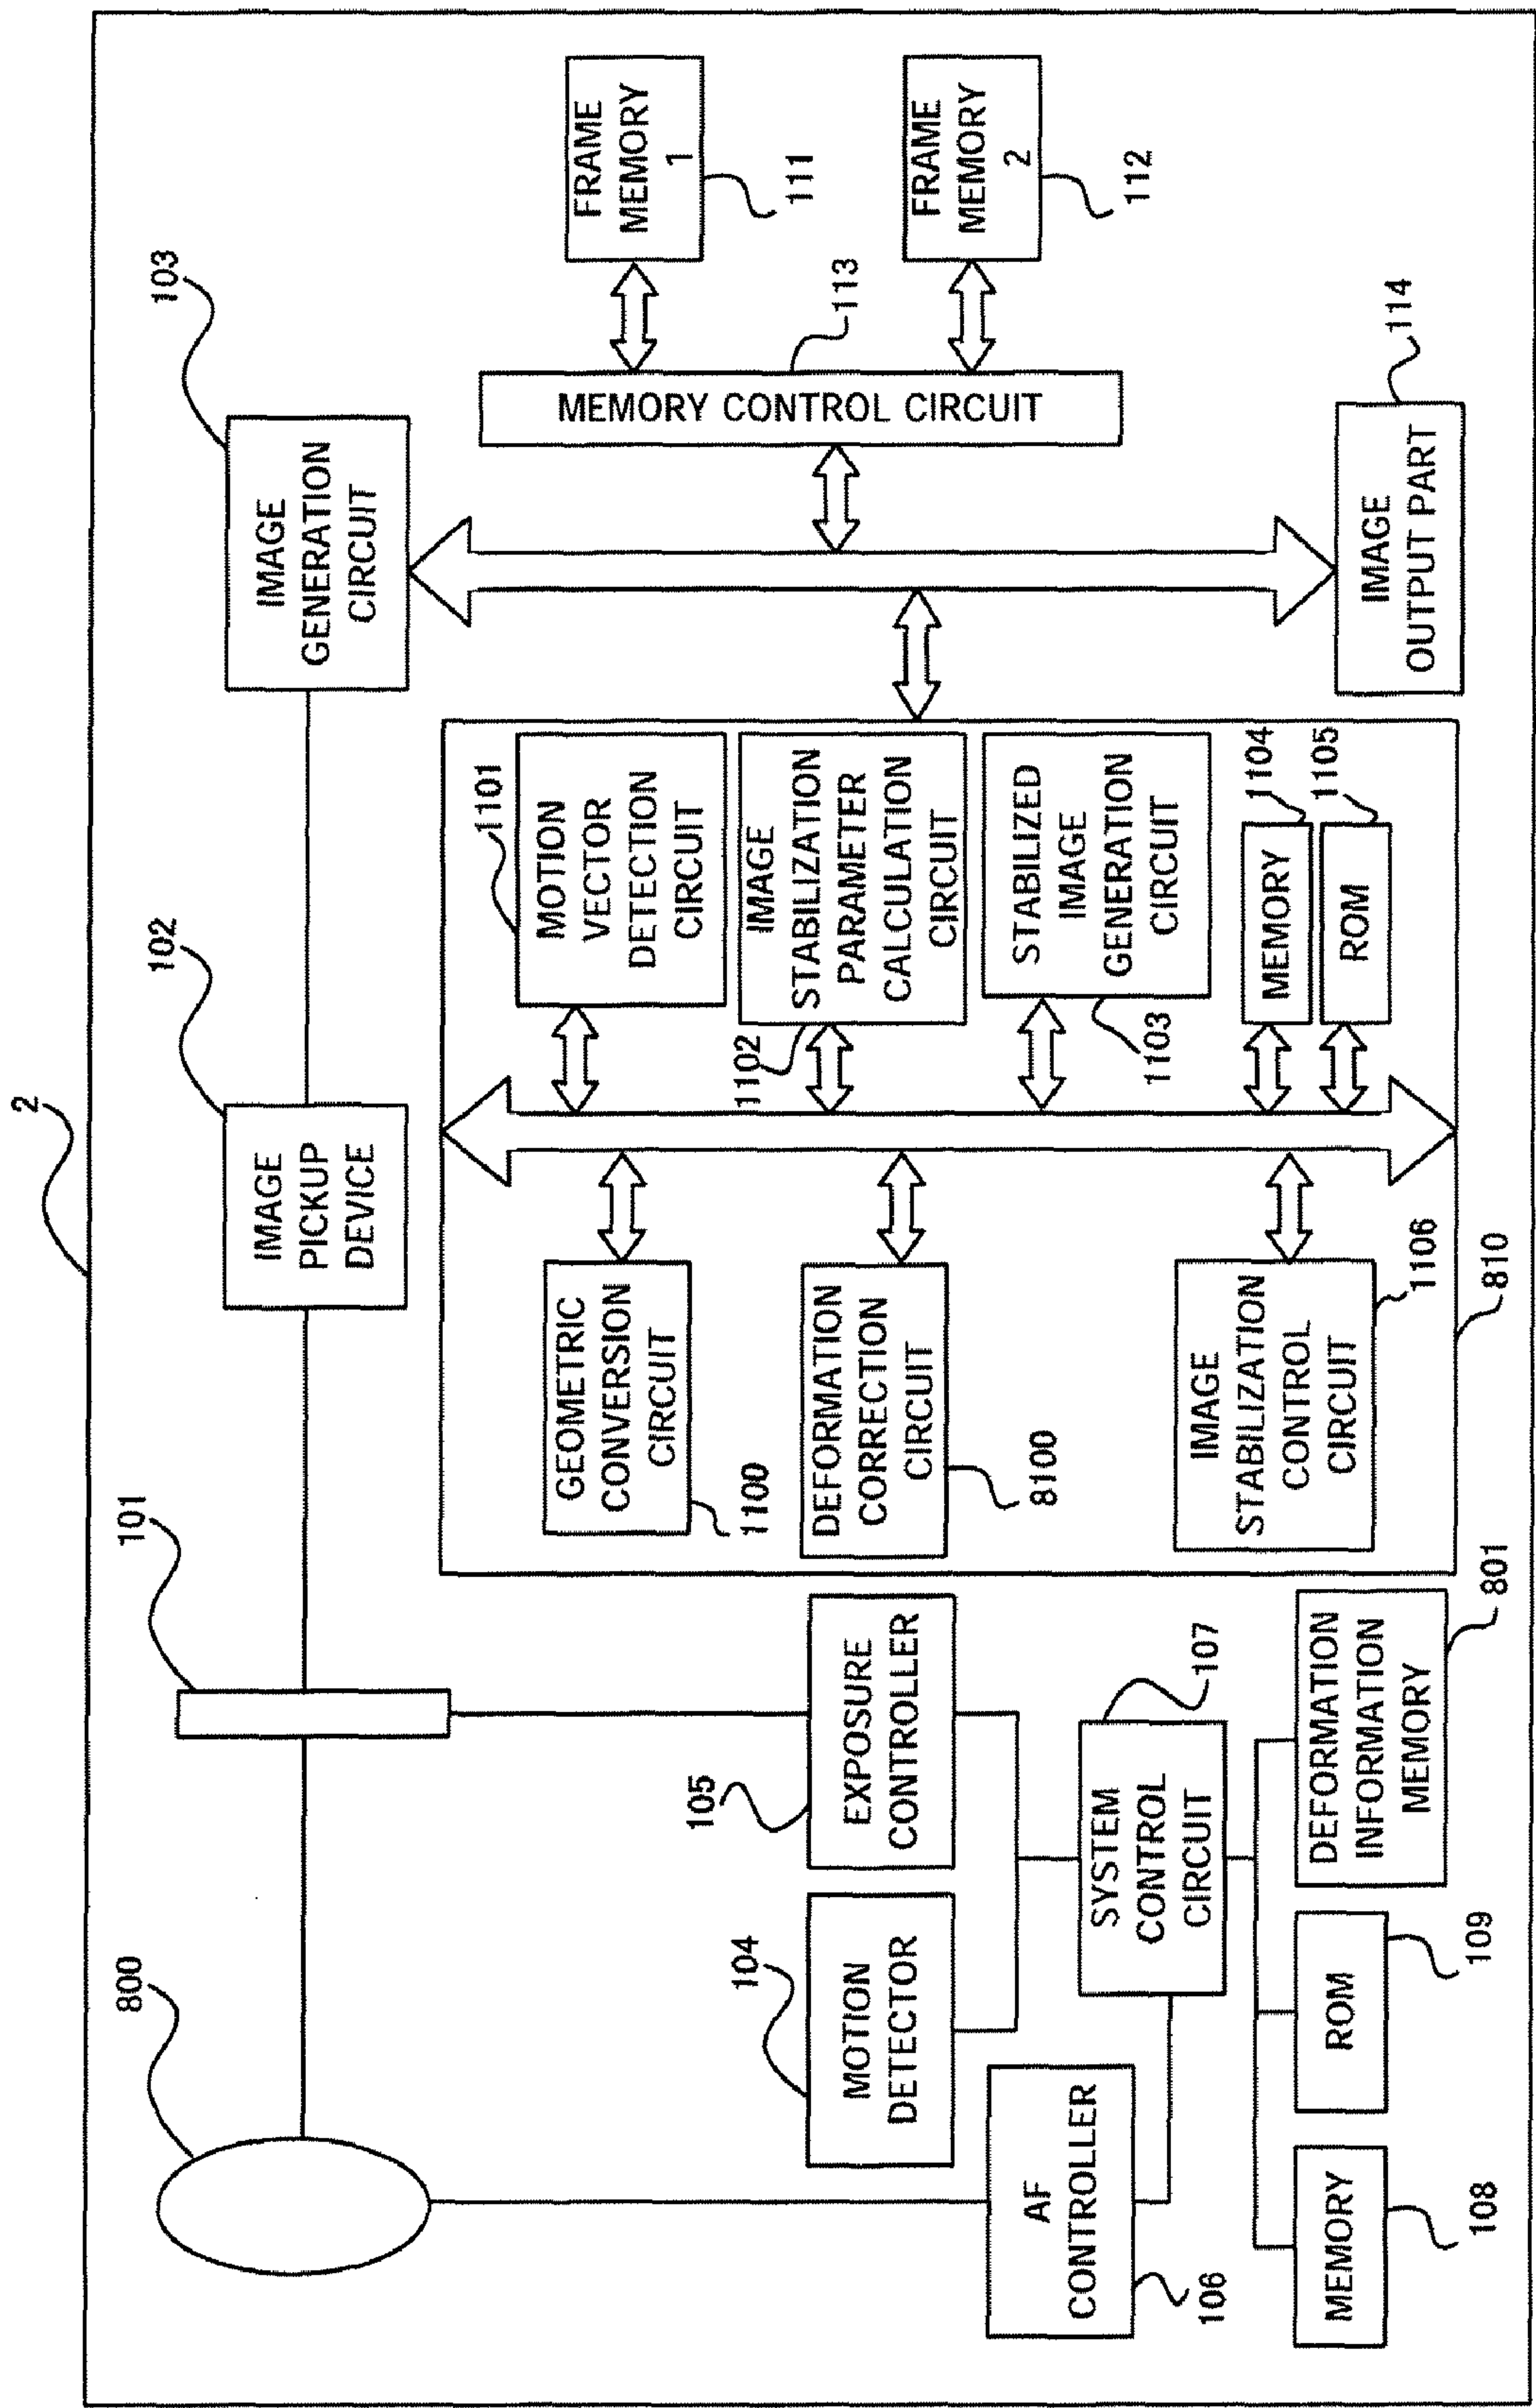 2
800
101
102
103
IMAGE
PICKUP
DEVICE
IMAGE
GENERATION
CIRCUIT
104
MOTION
DETECTOR
105
EXPOSURE
CONTROLLER
AF
CONTROLLER
106
107
SYSTEM
CONTROL
CIRCUIT
MEMORY
108
ROM
109
DEFORMATION
INFORMATION
MEMORY
801
GEOMETRIC
CONVERSION
CIRCUIT
1100
DEFORMATION
CORRECTION
CIRCUIT
8100
IMAGE
STABILIZATION
CONTROL
CIRCUIT
1106
810
1101
MOTION
VECTOR
DETECTION
CIRCUIT
1102
IMAGE
STABILIZATION
PARAMETER
CALCULATION
CIRCUIT
STABILIZED
IMAGE
GENERATION
CIRCUIT
1103
MEMORY
1104
ROM
1105
MEMORY CONTROL CIRCUIT
113
FRAME
MEMORY
1
111
FRAME
MEMORY
2
112
IMAGE
OUTPUT PART
114